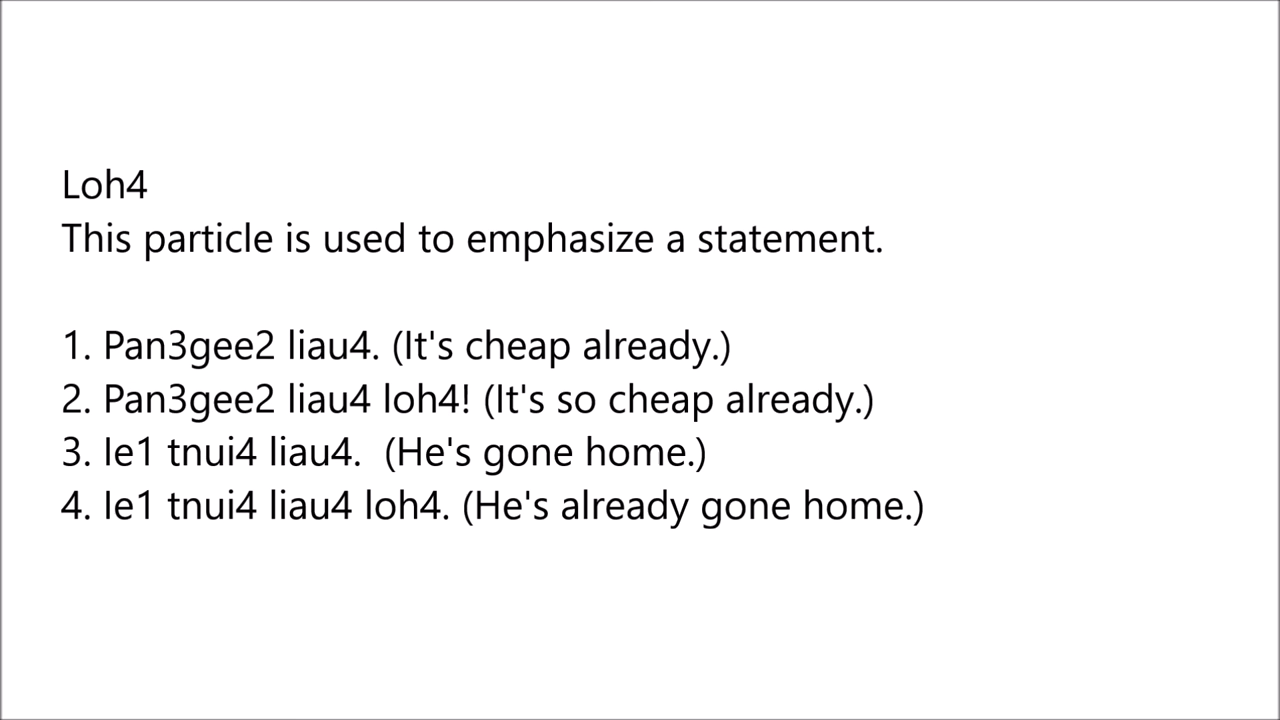 Loh4
This particle is used to emphasize a statement.
1. Pan3gee2 liau4. (It's cheap already.)
2. Pan3gee2 liau4 loh4! (It's so cheap already.)
3. Ie1 tnui4 liau4.  (He's gone home.)
4. Ie1 tnui4 liau4 loh4. (He's already gone home.)